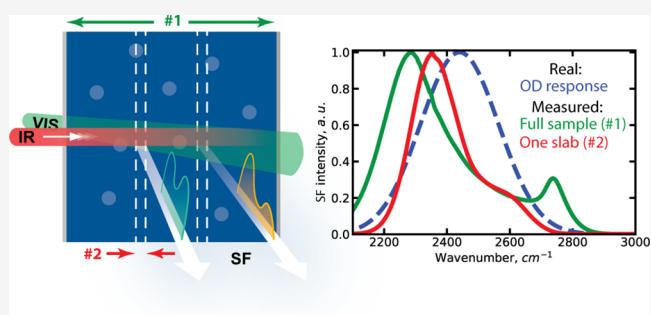 #1
VIS
IR
#2
SF
SF intensity, a.u.
1.0
0.8
0.6
0.4
0.2
0.0
Real:
OD response
Measured:
Full sample (#1)
One slab (#2)
2200 2400 2600 2800 3000
Wavenumber, cm⁻¹